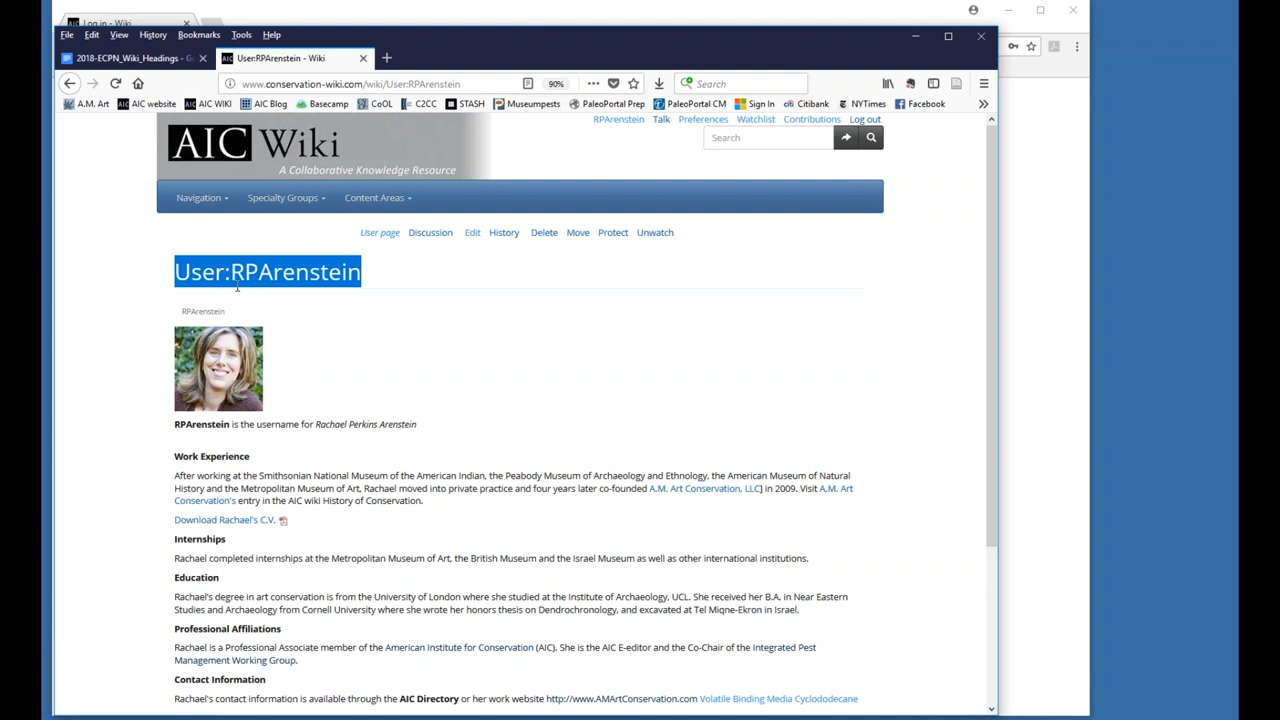 Log in - Wiki
File Edit View History Bookmarks Tools Help
2018-ECPN_Wiki_Headings - G User:RPArenstein - Wiki
www.conservation-wiki.com/wiki/User:RPArenstein 90% Search
A.M. Art AIC website AIC WIKI AIC Blog Basecamp CoOL C2CC STASH Museumpests PaleoPortal Prep PaleoPortal CM Sign In Citibank NYTimes Facebook
RPArenstein Talk Preferences Watchlist Contributions Log out
AIC Wiki
Search
A Collaborative Knowledge Resource
Navigation Specialty Groups Content Areas
User page Discussion Edit History Delete Move Protect Unwatch
User:RPArenstein
RPArenstein
RPArenstein is the username for Rachael Perkins Arenstein
Work Experience
After working at the Smithsonian National Museum of the American Indian, the Peabody Museum of Archaeology and Ethnology, the American Museum of Natural
History and the Metropolitan Museum of Art, Rachael moved into private practice and four years later co-founded A.M. Art Conservation, LLC] in 2009. Visit A.M. Art
Conservation's entry in the AIC wiki History of Conservation.
Download Rachael's C.V.
Internships
Rachael completed internships at the Metropolitan Museum of Art, the British Museum and the Israel Museum as well as other international institutions.
Education
Rachael's degree in art conservation is from the University of London where she studied at the Institute of Archaeology, UCL. She received her B.A. in Near Eastern
Studies and Archaeology from Cornell University where she wrote her honors thesis on Dendrochronology, and excavated at Tel Miqne-Ekron in Israel.
Professional Affiliations
Rachael is a Professional Associate member of the American Institute for Conservation (AIC). She is the AIC E-editor and the Co-Chair of the Integrated Pest
Management Working Group.
Contact Information
Rachael's contact information is available through the AIC Directory or her work website http://www.AMArtConservation.com Volatile Binding Media Cyclododecane